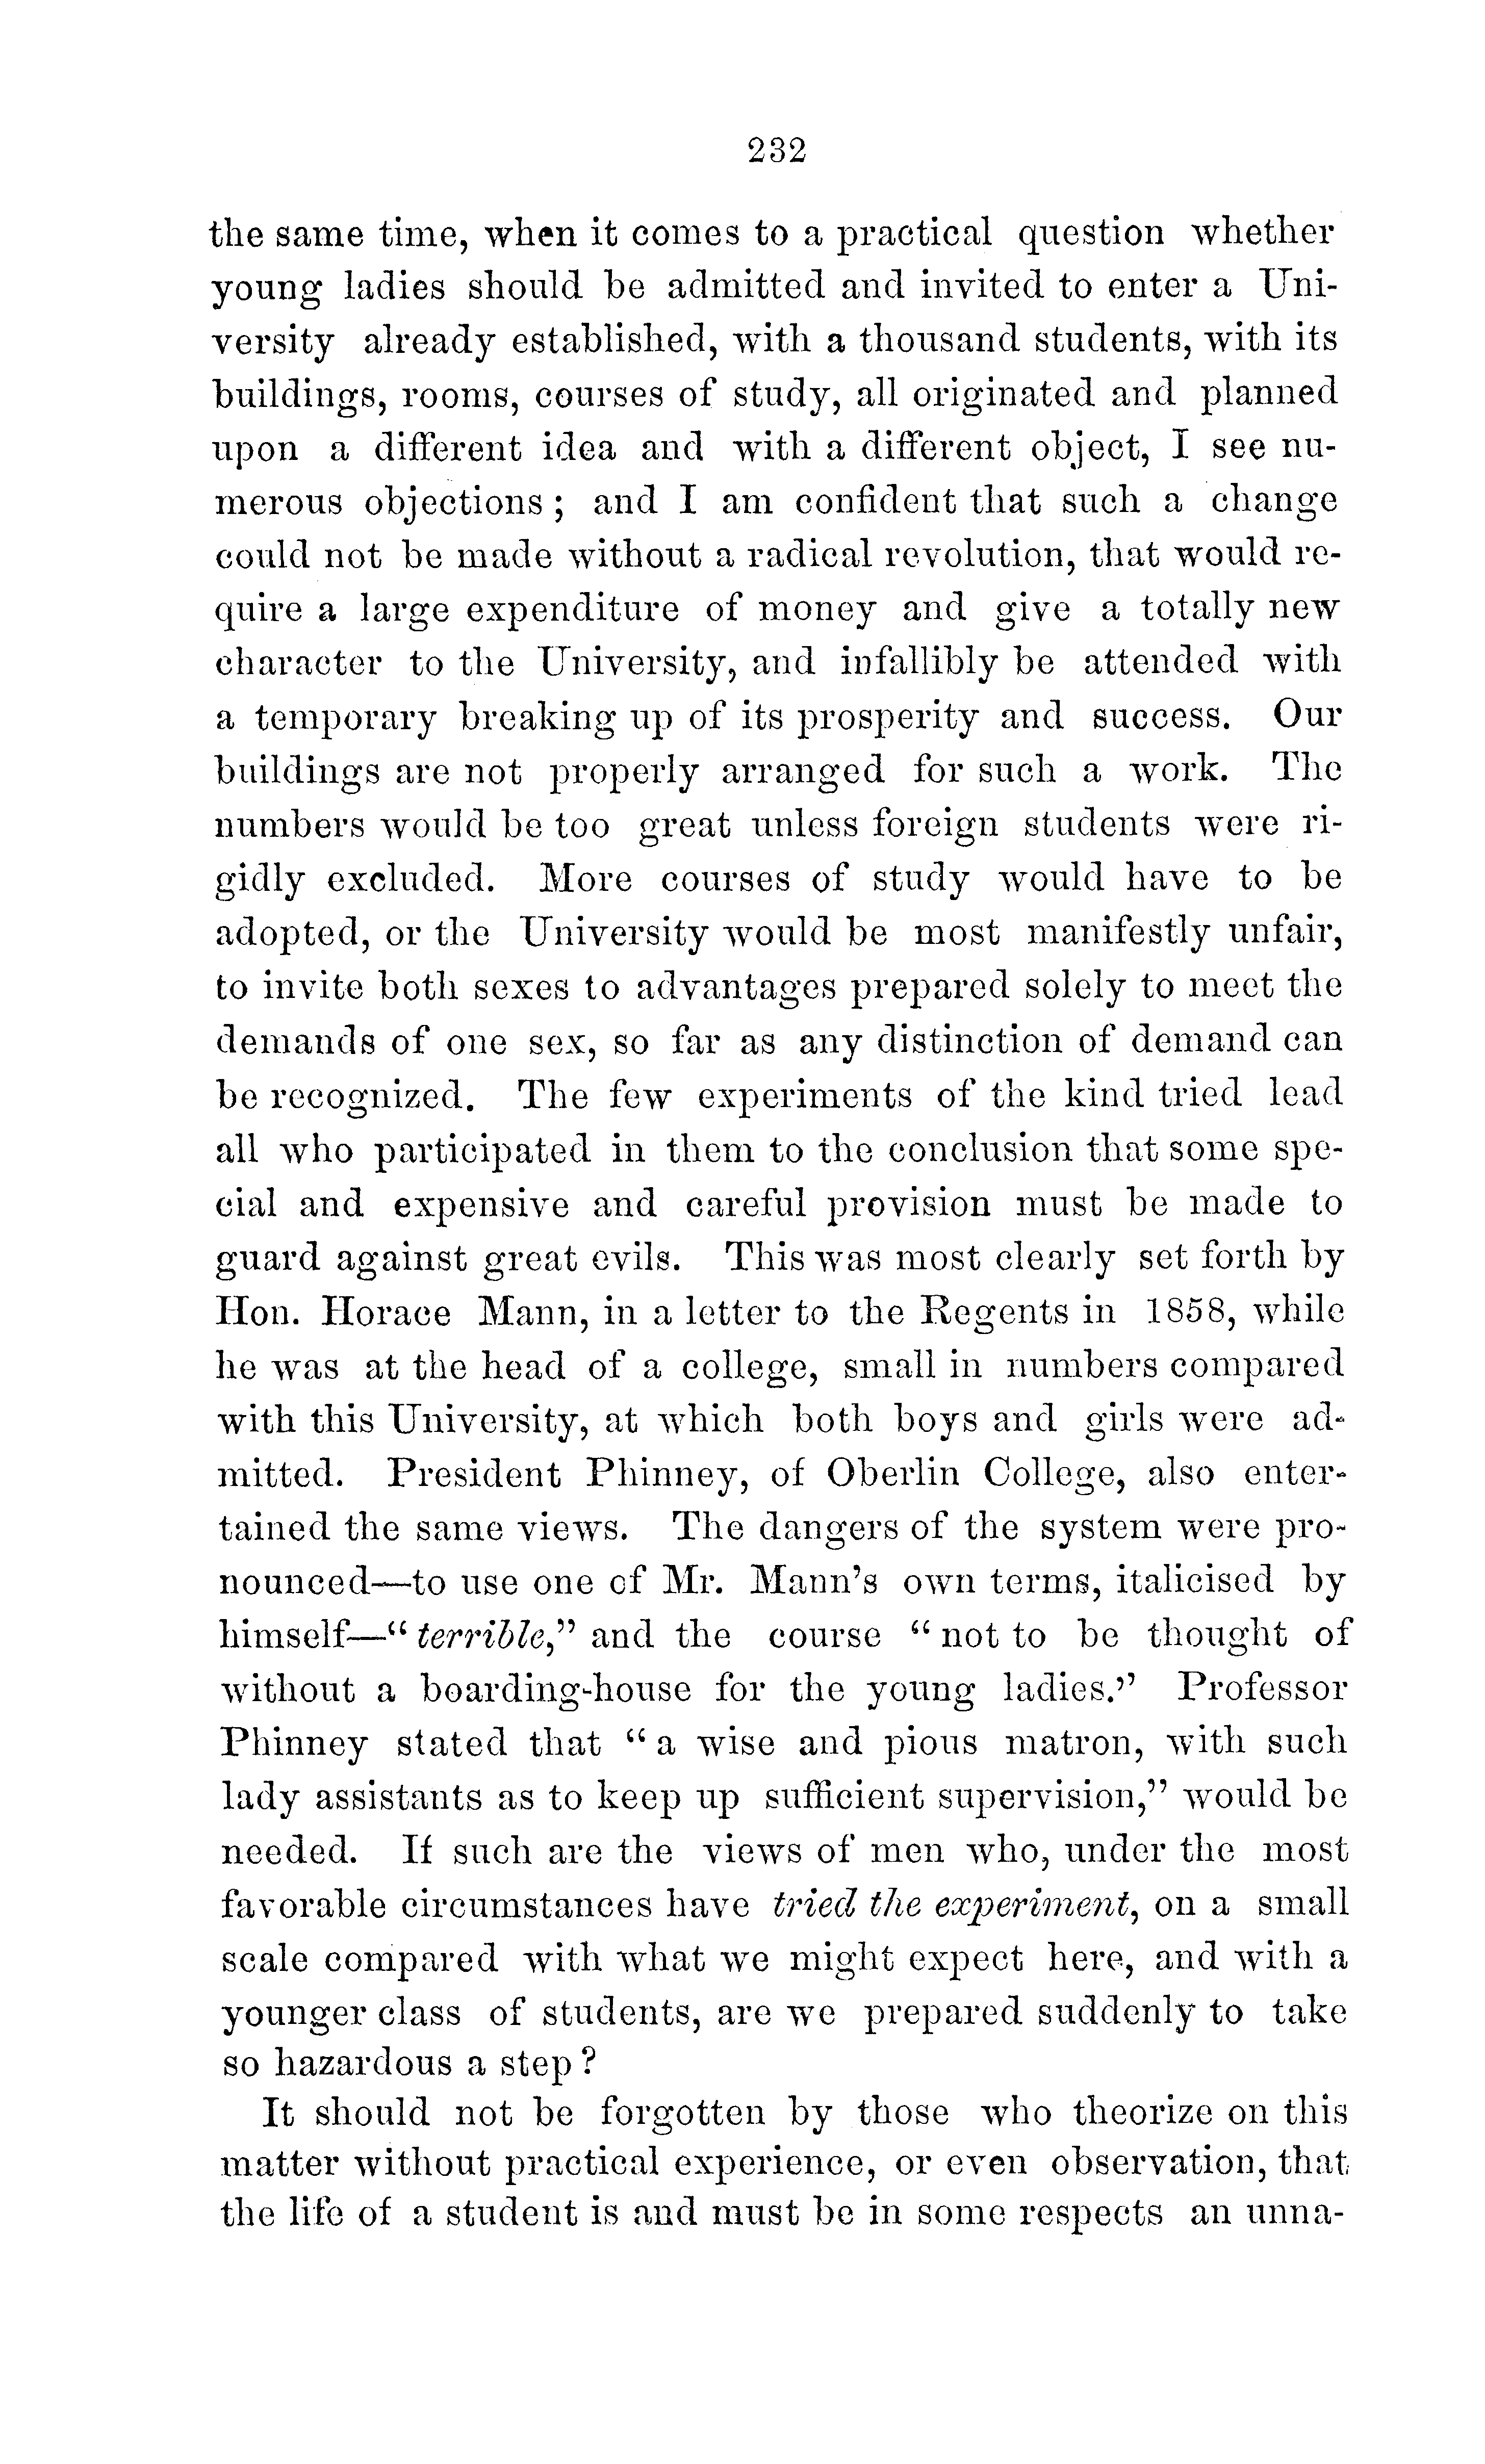 232
the same time, when it comes to a practical question whether
young ladies should be admitted and invited to enter a Uni-
versity already established, with a thousand students, with its
buildings, rooms, courses of study, all originated and planned
upon a different idea and with a different object, I see nu-
merous objections ; and I am confident that such a change
could not be made without a radical revolution, that would re-
quire a large expenditure of money and give a totally new
character to the University, and infallibly be attended with
a temporary breaking up of its prosperity and success. Our
buildings are not properly arranged for such a work. The
numbers would be too great unless foreign students were ri-
gidly excluded. More courses of study would have to be
adopted, or the University would be most manifestly unfair,
to invite both sexes to advantages prepared solely to meet the
demands of one sex, so far as any distinction of demand can
be recognized. The few experiments of the kind tried lead
all who participated in them to the conclusion that some spe-
cial and expensive and careful provision must be made to
guard against great evils. This was most clearly set forth by
Hon. Horace Mann, in a letter to the Regents in 1858, while
he was at the head of a college, small in numbers compared
with this University, at which both boys and girls were ad-
mitted. President Phinney, of Oberlin College, also enter-
tained the same views. The dangers of the system were pro-
nounced—to use one of Mr. Mann's own terms, italicised by
himself—" terrible," and the course " not to be thought of
without a boarding-house for the young ladies." Professor
Phinney stated that " a wise and pious matron, with such
lady assistants as to keep up sufficient supervision," would be
needed. If such are the views of men who, under the most
favorable circumstances have tried the experiment, on a small
scale compared with what we might expect here, and with a
younger class of students, are we prepared suddenly to take
so hazardous a step ?
It should not be forgotten by those who theorize on this
matter without practical experience, or even observation, that
the life of a student is and must be in some respects an unna-